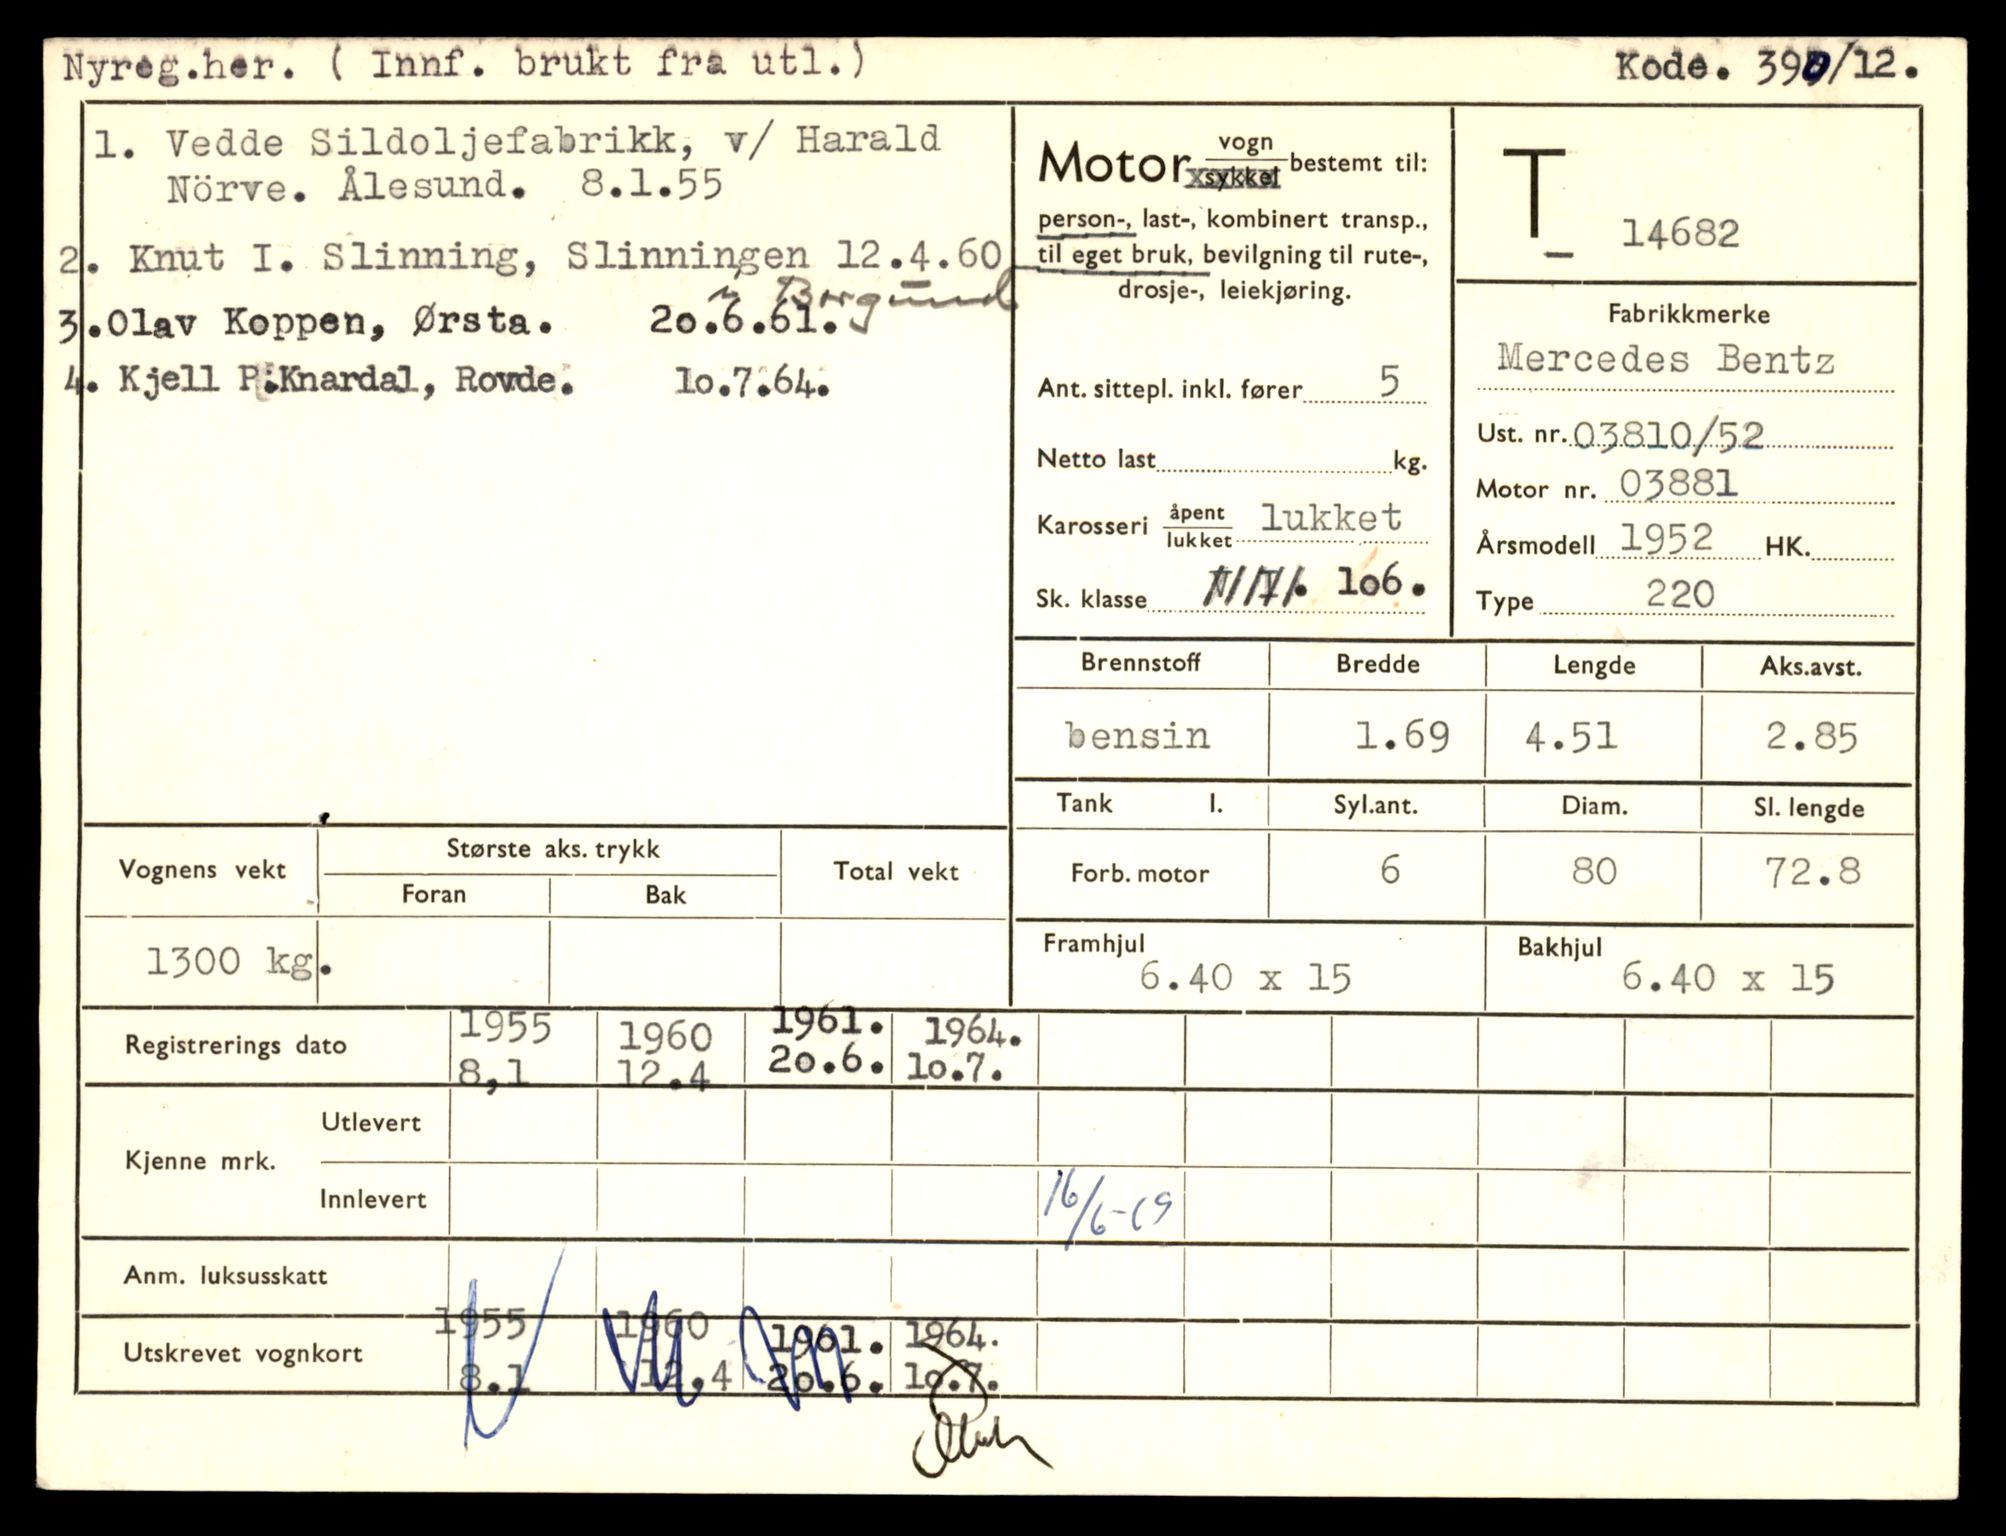 Nyreg.her. ( Innf. brukt fra utl.)
Kode. 390/12.
1. Vedde Sildoljefabrikk, v/ Harald
Nörve. Ålesund. 8.1.55
2. Knut I. Slinning, Slinningen 12.4.60
i Borgund
3.Olav Koppen, Ørsta. 20.6.61.
4. Kjell P.Knardal, Rovde. 10.7.64.
Motor vogn/sykkel bestemt til:
person-, last-, kombinert transp.,
til eget bruk, bevilgning til rute-,
drosje-, leiekjøring.
Ant. sittepl. inkl. fører 5
Netto last kg.
Karosseri åpent/lukket lukket
Sk. klasse 106.
T- 14682
Fabrikkmerke
Mercedes Bentz
Ust. nr. 03810/52
Motor nr. 03881
Årsmodell 1952 HK.
Type 220
Brennstoff Bredde Lengde Aks.avst.
bensin 1.69 4.51 2.85
Tank l. Syl.ant. Diam. Sl. lengde
Forb. motor 6 80 72.8
Framhjul 6.40 x 15 Bakhjul 6.40 x 15
Vognens vekt Største aks. trykk Total vekt
Foran Bak
1300 kg.
Registrerings dato 1955 1960 1961. 1964.
8,1 12.4 20.6. 10.7.
Kjenne mrk. Utlevert
Innlevert 16/6-69
Anm. luksusskatt
Utskrevet vognkort 1955 1960 1961. 1964.
8.1 12,4 20.6. 10.7.